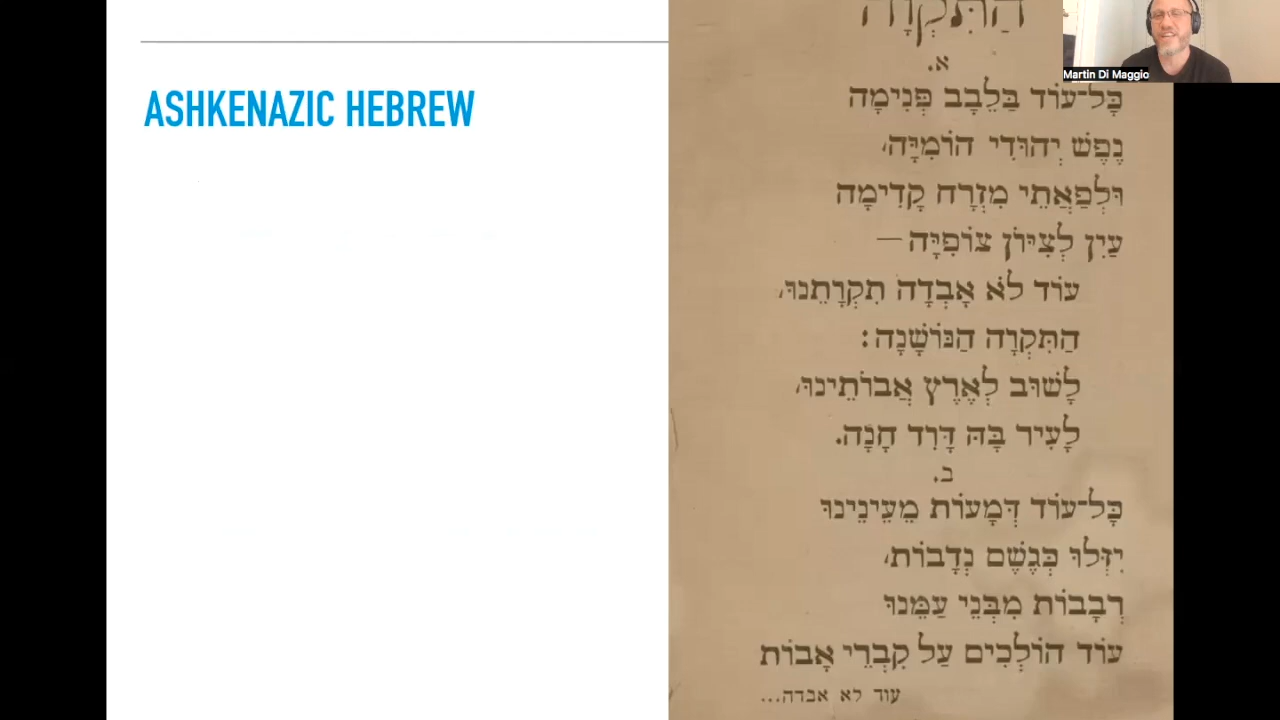 ASHKENAZIC HEBREW
Martin Di Maggio
הַתִּקְוָה
א.
כָּל־עוֹד בַּלֵּבָב פְּנִימָה
נֶפֶשׁ יְהוּדִי הוֹמִיָּה,
וּלְפַאֲתֵי מִזְרָח קָדִימָה
עַיִן לְצִיּוֹן צוֹפִיָּה —
עוֹד לֹא אָבְדָה תִקְוָתֵנוּ,
הַתִּקְוָה הַנּוֹשָׁנָה:
לָשׁוּב לְאֶרֶץ אֲבוֹתֵינוּ,
לָעִיר בָּהּ דָּוִד חָנָה.
ב.
כָּל־עוֹד דְּמָעוֹת מֵעֵינֵינוּ
יִזְּלוּ כְּגֶשֶׁם נְדָבוֹת,
רְבָבוֹת מִבְּנֵי עַמֵּנוּ
עוֹד הוֹלְכִים עַל קִבְרֵי אָבוֹת
עוד לא אבדה...